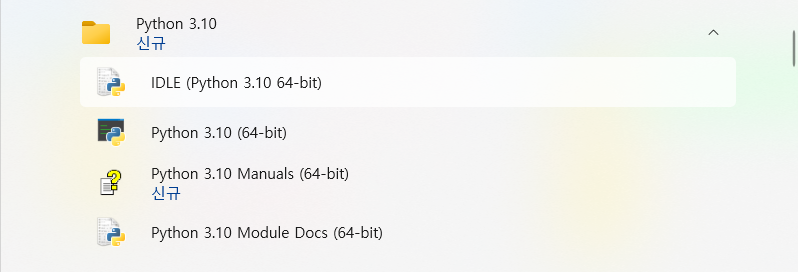 Python 3.10
신규
IDLE (Python 3.10 64-bit)
Python 3.10 (64-bit)
Python 3.10 Manuals (64-bit)
신규
Python 3.10 Module Docs (64-bit)